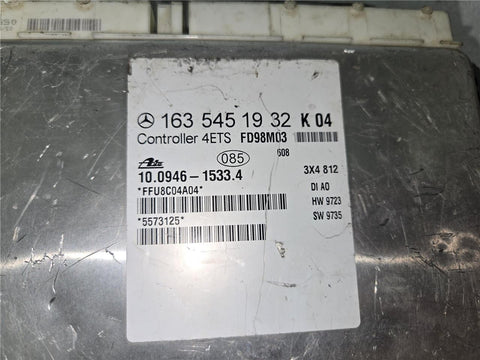 163 545 19 32 K 04
Controller 4ETS FD98M03
Ate 085 608
10.0946-1533.4 3X4 812
*FFU8C04A04* DI A0
HW 9723
*5573125* SW 9735